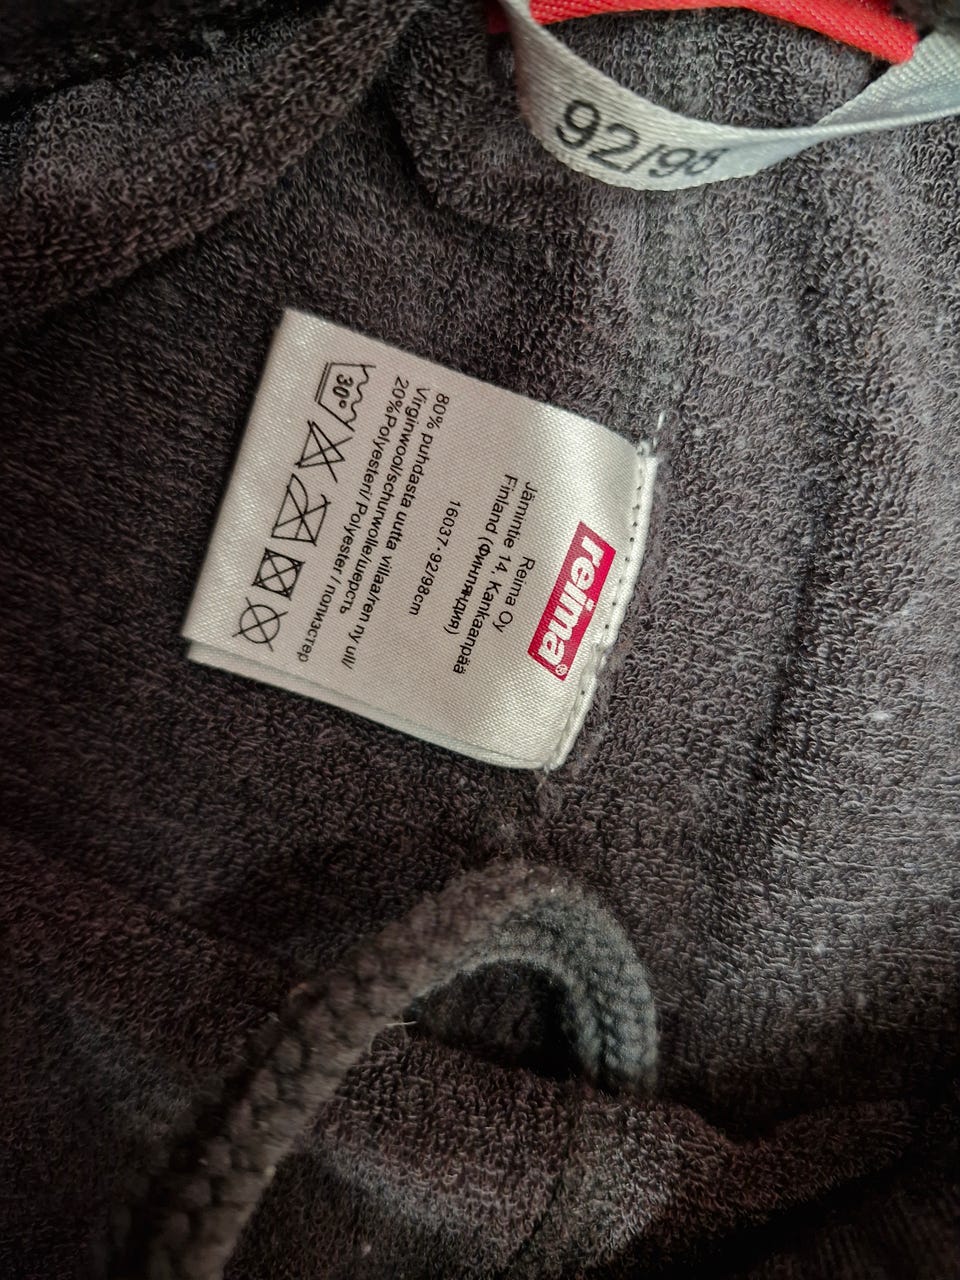 92/98
reima®
Reima Oy
Jämintie 14, Kankaanpää
Finland (Финляндия)
16037-92/98cm
80% puhdasta uutta villaa/ren ny ull/
Virginwool/schurwolle/шерсть
20%Polyesteri/ Polyester / полиэстер
30°